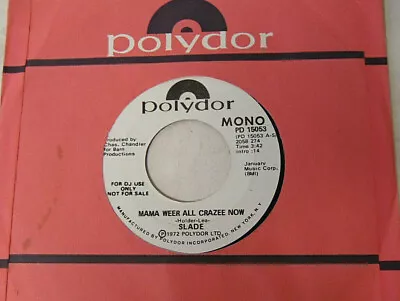 polydor
polydor
MONO
PD 15053
(PD 15053 A-S)
2058 274
Time 3:42
intro :14
Produced by
Chas. Chandler
For Barn
Productions
January
Music Corp.
(BMI)
FOR DJ USE
ONLY
NOT FOR SALE
MAMA WEER ALL CRAZEE NOW
-Holder-Lea-
SLADE
Ⓟ1972 POLYDOR LTD.
MANUFACTURED BY POLYDOR INCORPORATED, NEW YORK, N.Y.